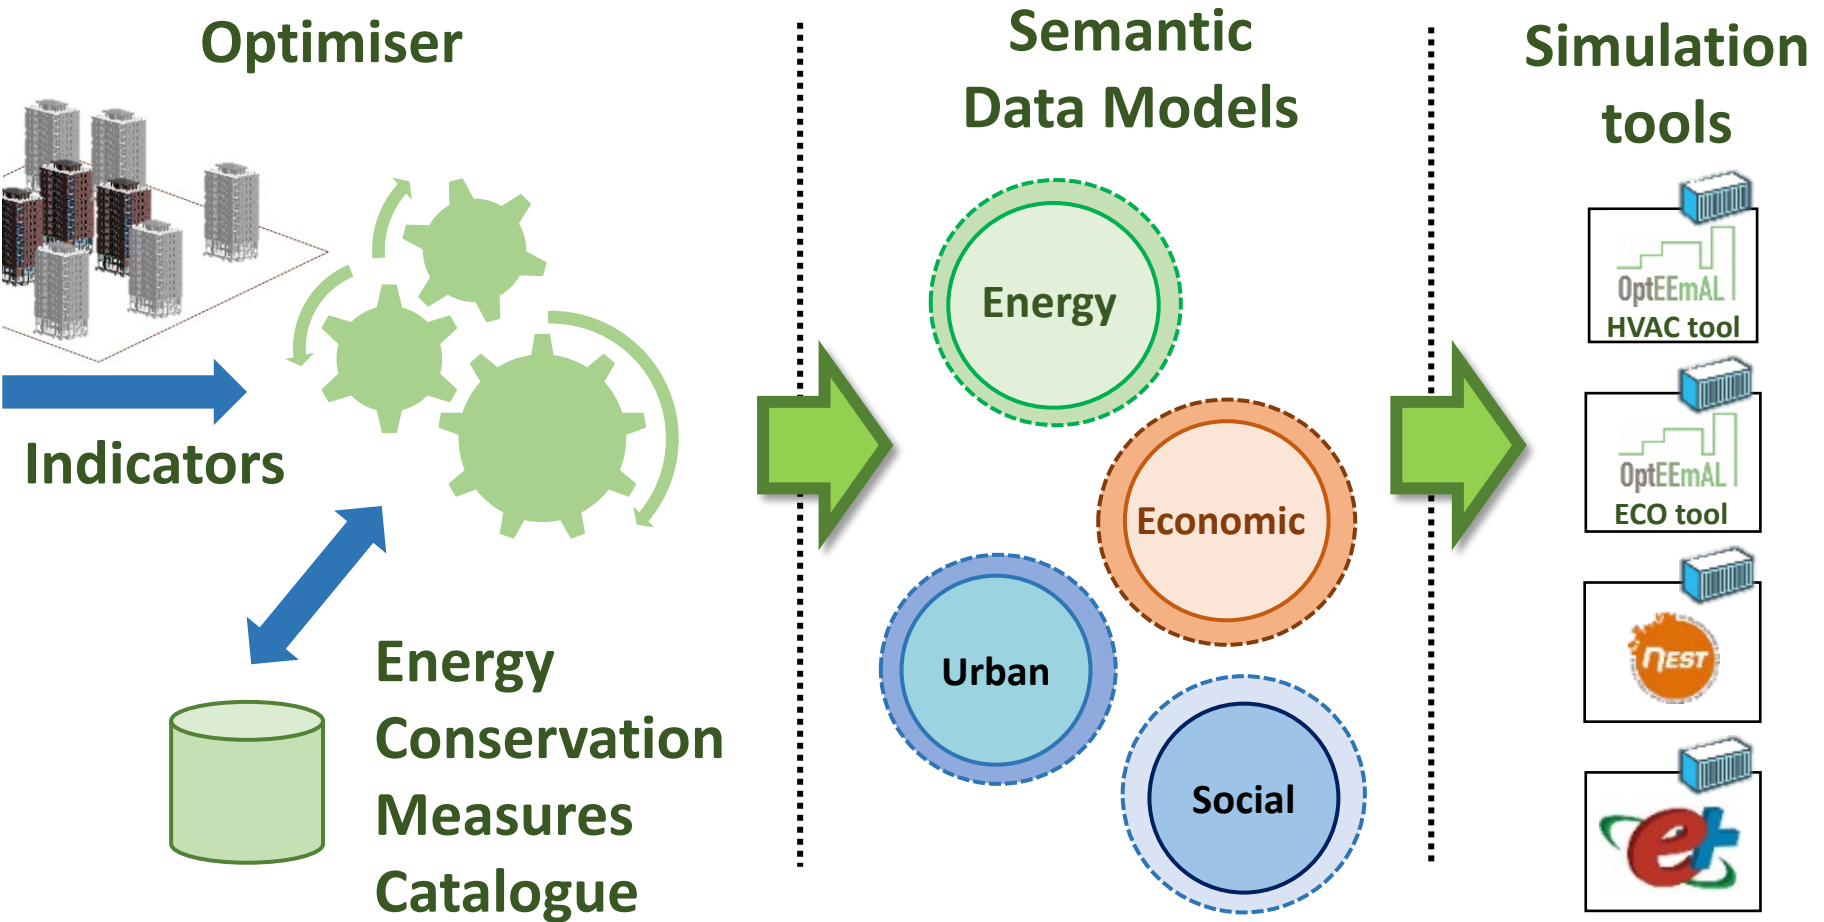 Optimiser
Indicators
Energy
Conservation
Measures
Catalogue
Semantic
Data Models
Energy
Economic
Urban
Social
Simulation
tools
OptEEmAL
HVAC tool
OptEEmAL
ECO tool
nEST
e+